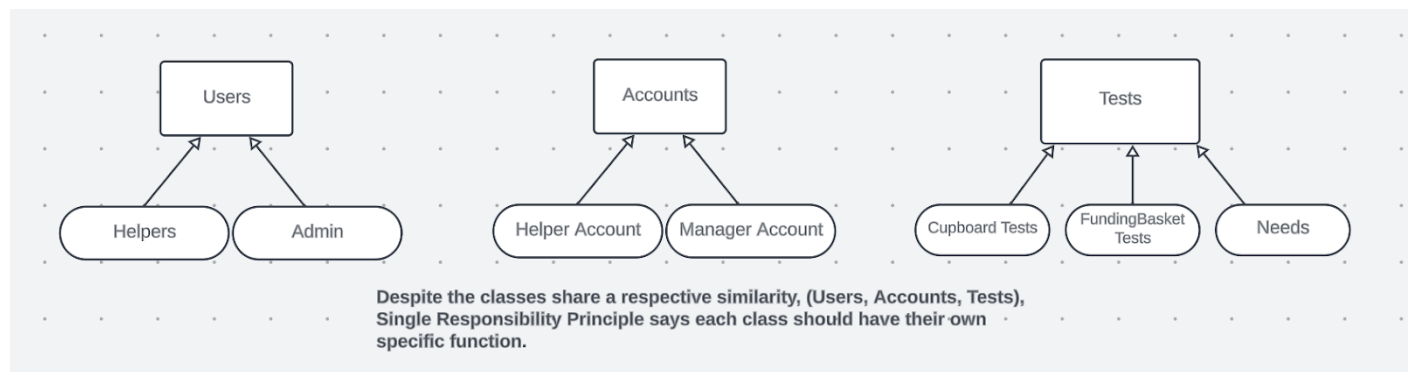 Users
Accounts
Tests
Helpers
Admin
Helper Account
Manager Account
Cupboard Tests
FundingBasket
Tests
Needs
Despite the classes share a respective similarity, (Users, Accounts, Tests),
Single Responsibility Principle says each class should have their own
specific function.